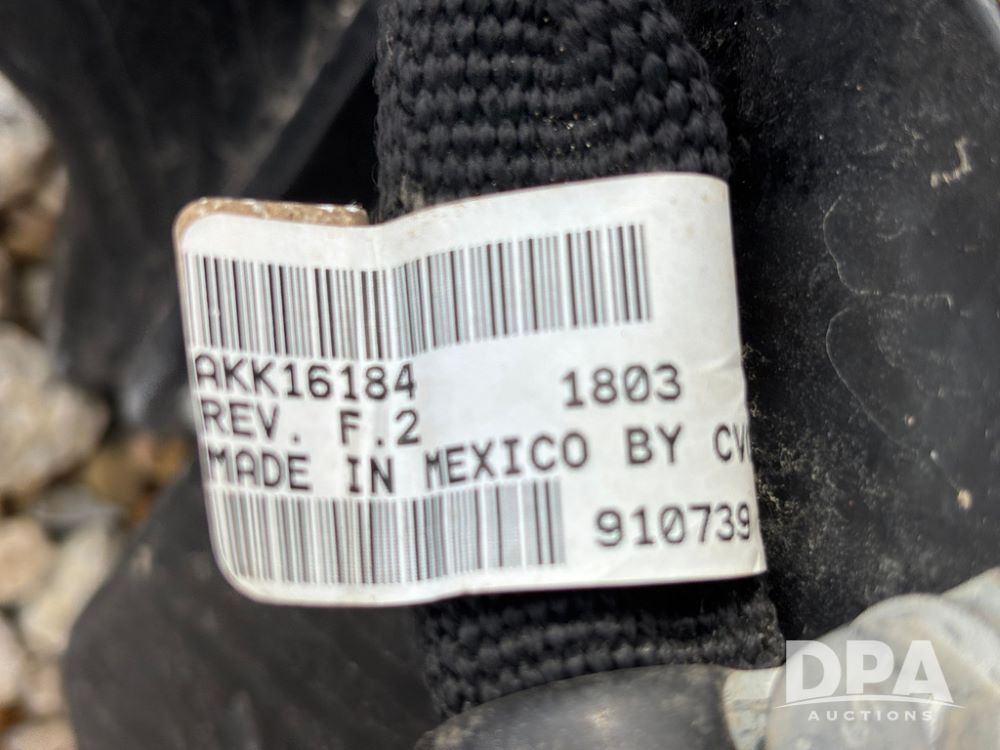 AKK16184 1803
REV. F.2
MADE IN MEXICO BY
910739
DPA
AUCTIONS